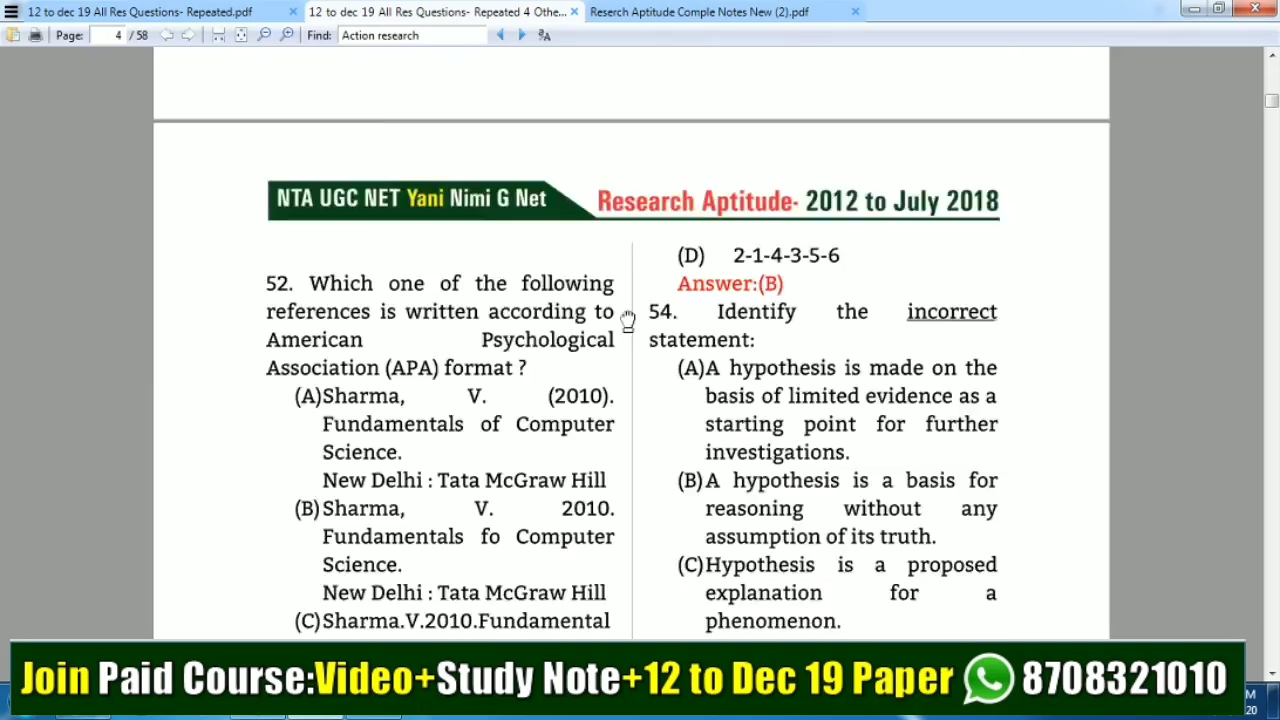 12 to dec 19 All Res Questions- Repeated.pdf
12 to dec 19 All Res Questions- Repeated 4 Othe...
Reserch Aptitude Comple Notes New (2).pdf
Page: 4 / 58 Find: Action research
NTA UGC NET Yani Nimi G Net
Research Aptitude- 2012 to July 2018
52. Which one of the following
references is written according to
American Psychological
Association (APA) format ?
(A)Sharma, V. (2010).
Fundamentals of Computer
Science.
New Delhi : Tata McGraw Hill
(B)Sharma, V. 2010.
Fundamentals fo Computer
Science.
New Delhi : Tata McGraw Hill
(C)Sharma.V.2010.Fundamental
(D) 2-1-4-3-5-6
Answer:(B)
54. Identify the incorrect
statement:
(A)A hypothesis is made on the
basis of limited evidence as a
starting point for further
investigations.
(B)A hypothesis is a basis for
reasoning without any
assumption of its truth.
(C)Hypothesis is a proposed
explanation for a
phenomenon.
Join Paid Course:Video+Study Note+12 to Dec 19 Paper 8708321010